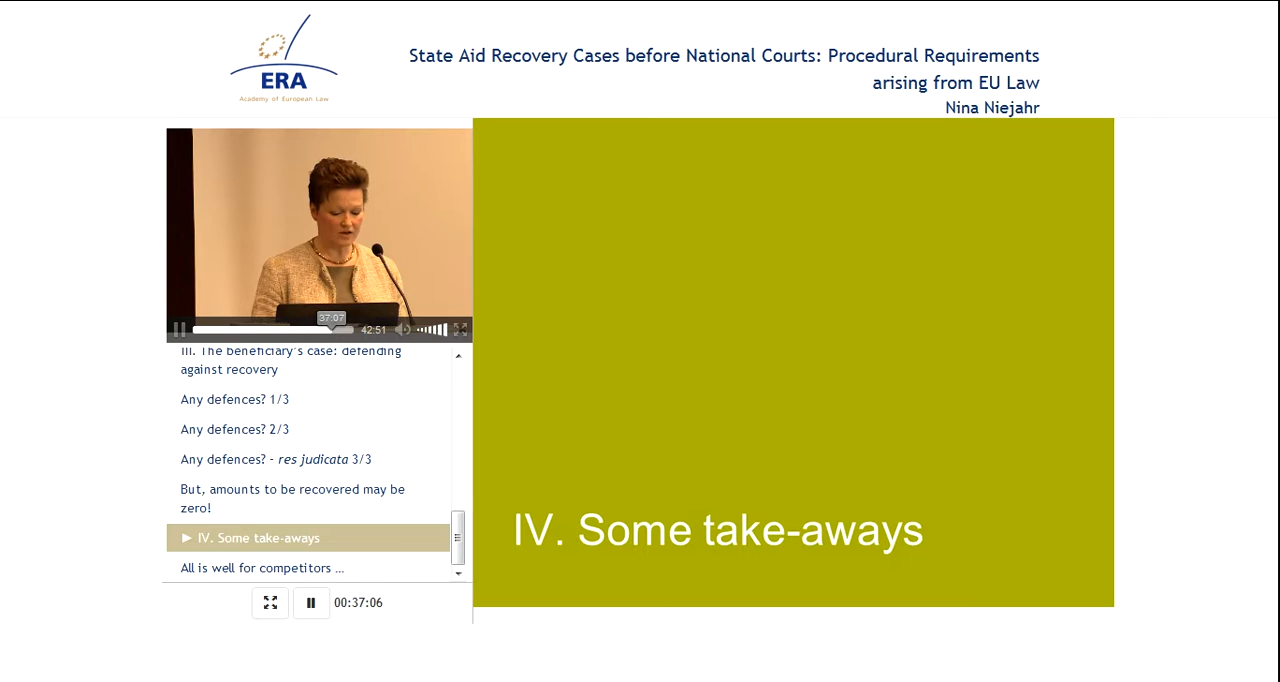 ERA
Academy of European Law
State Aid Recovery Cases before National Courts: Procedural Requirements
arising from EU Law
Nina Niejahr
37:07
42:51
III. The beneficiary's case: defending
against recovery
Any defences? 1/3
Any defences? 2/3
Any defences? - res judicata 3/3
But, amounts to be recovered may be
zero!
► IV. Some take-aways
All is well for competitors ...
00:37:06
IV. Some take-aways